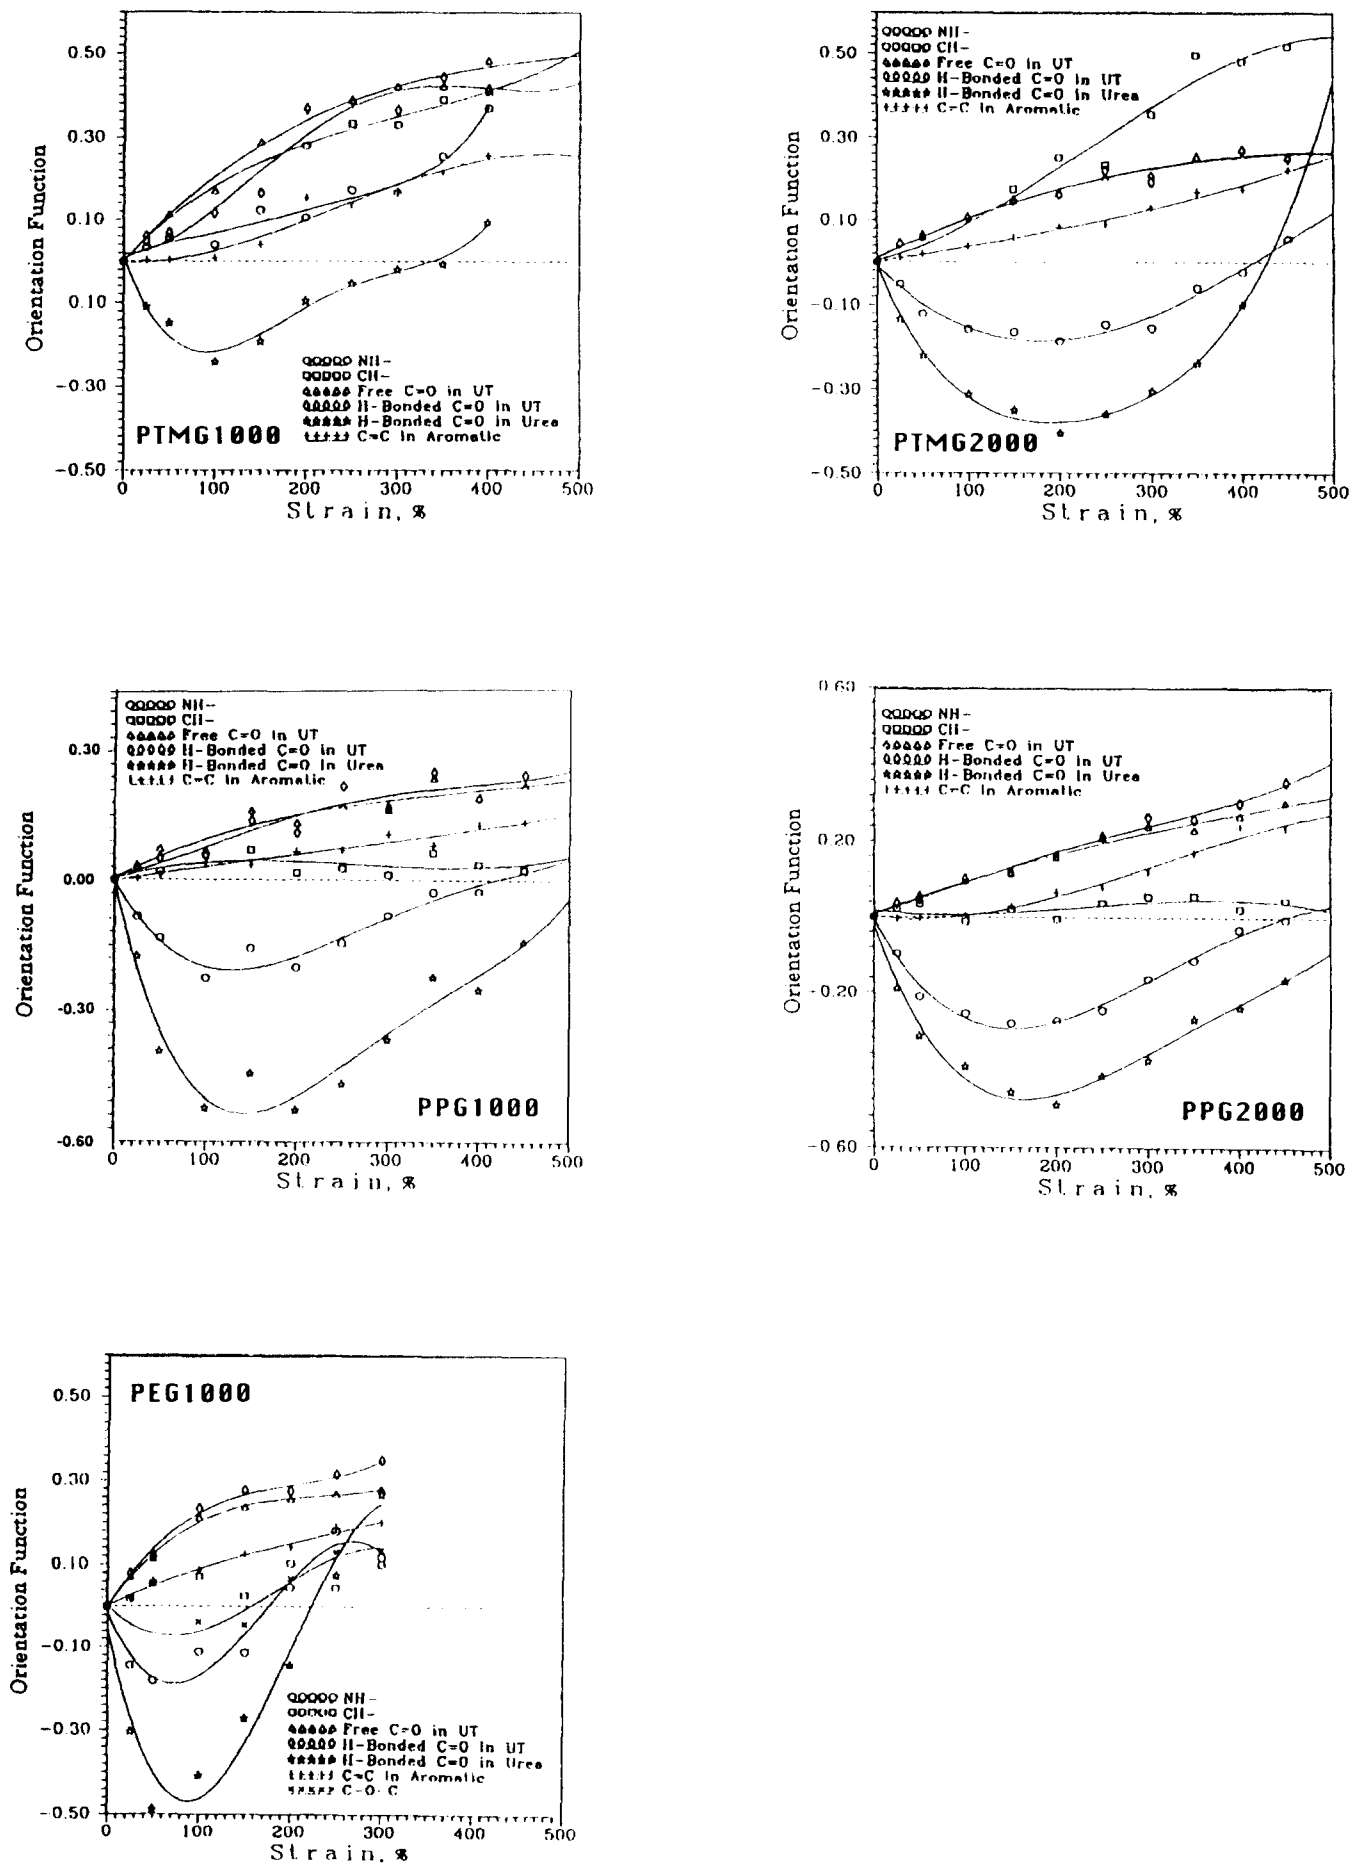 Orientation Function
0.50
0.30
0.10
0.10
-0.30
-0.50
NH-
CH-
Free C=O in UT
H-Bonded C=O in UT
H-Bonded C=O in Urea
C=C in Aromatic
PTMG1000
0 100 200 300 400 500
Strain, %
Orientation Function
NH-
CH-
Free C=O in UT
H-Bonded C=O in UT
H-Bonded C=O in Urea
C=C in Aromatic
0.50
0.30
0.10
-0.10
-0.30
-0.50
PTMG2000
0 100 200 300 400 500
Strain, %
Orientation Function
NH-
CH-
Free C=O in UT
H-Bonded C=O in UT
H-Bonded C=O in Urea
C=C in Aromatic
0.30
0.00
-0.30
-0.60
PPG1000
0 100 200 300 400 500
Strain, %
Orientation Function
0.60
NH-
CH-
Free C=O in UT
H-Bonded C=O in UT
H-Bonded C=O in Urea
C=C in Aromatic
0.20
-0.20
-0.60
PPG2000
0 100 200 300 400 500
Strain, %
Orientation Function
PEG1000
0.50
0.30
0.10
-0.10
-0.30
-0.50
NH-
CH-
Free C=O in UT
H-Bonded C=O in UT
H-Bonded C=O in Urea
C=C in Aromatic
C-O-C
0 100 200 300 400 500
Strain, %